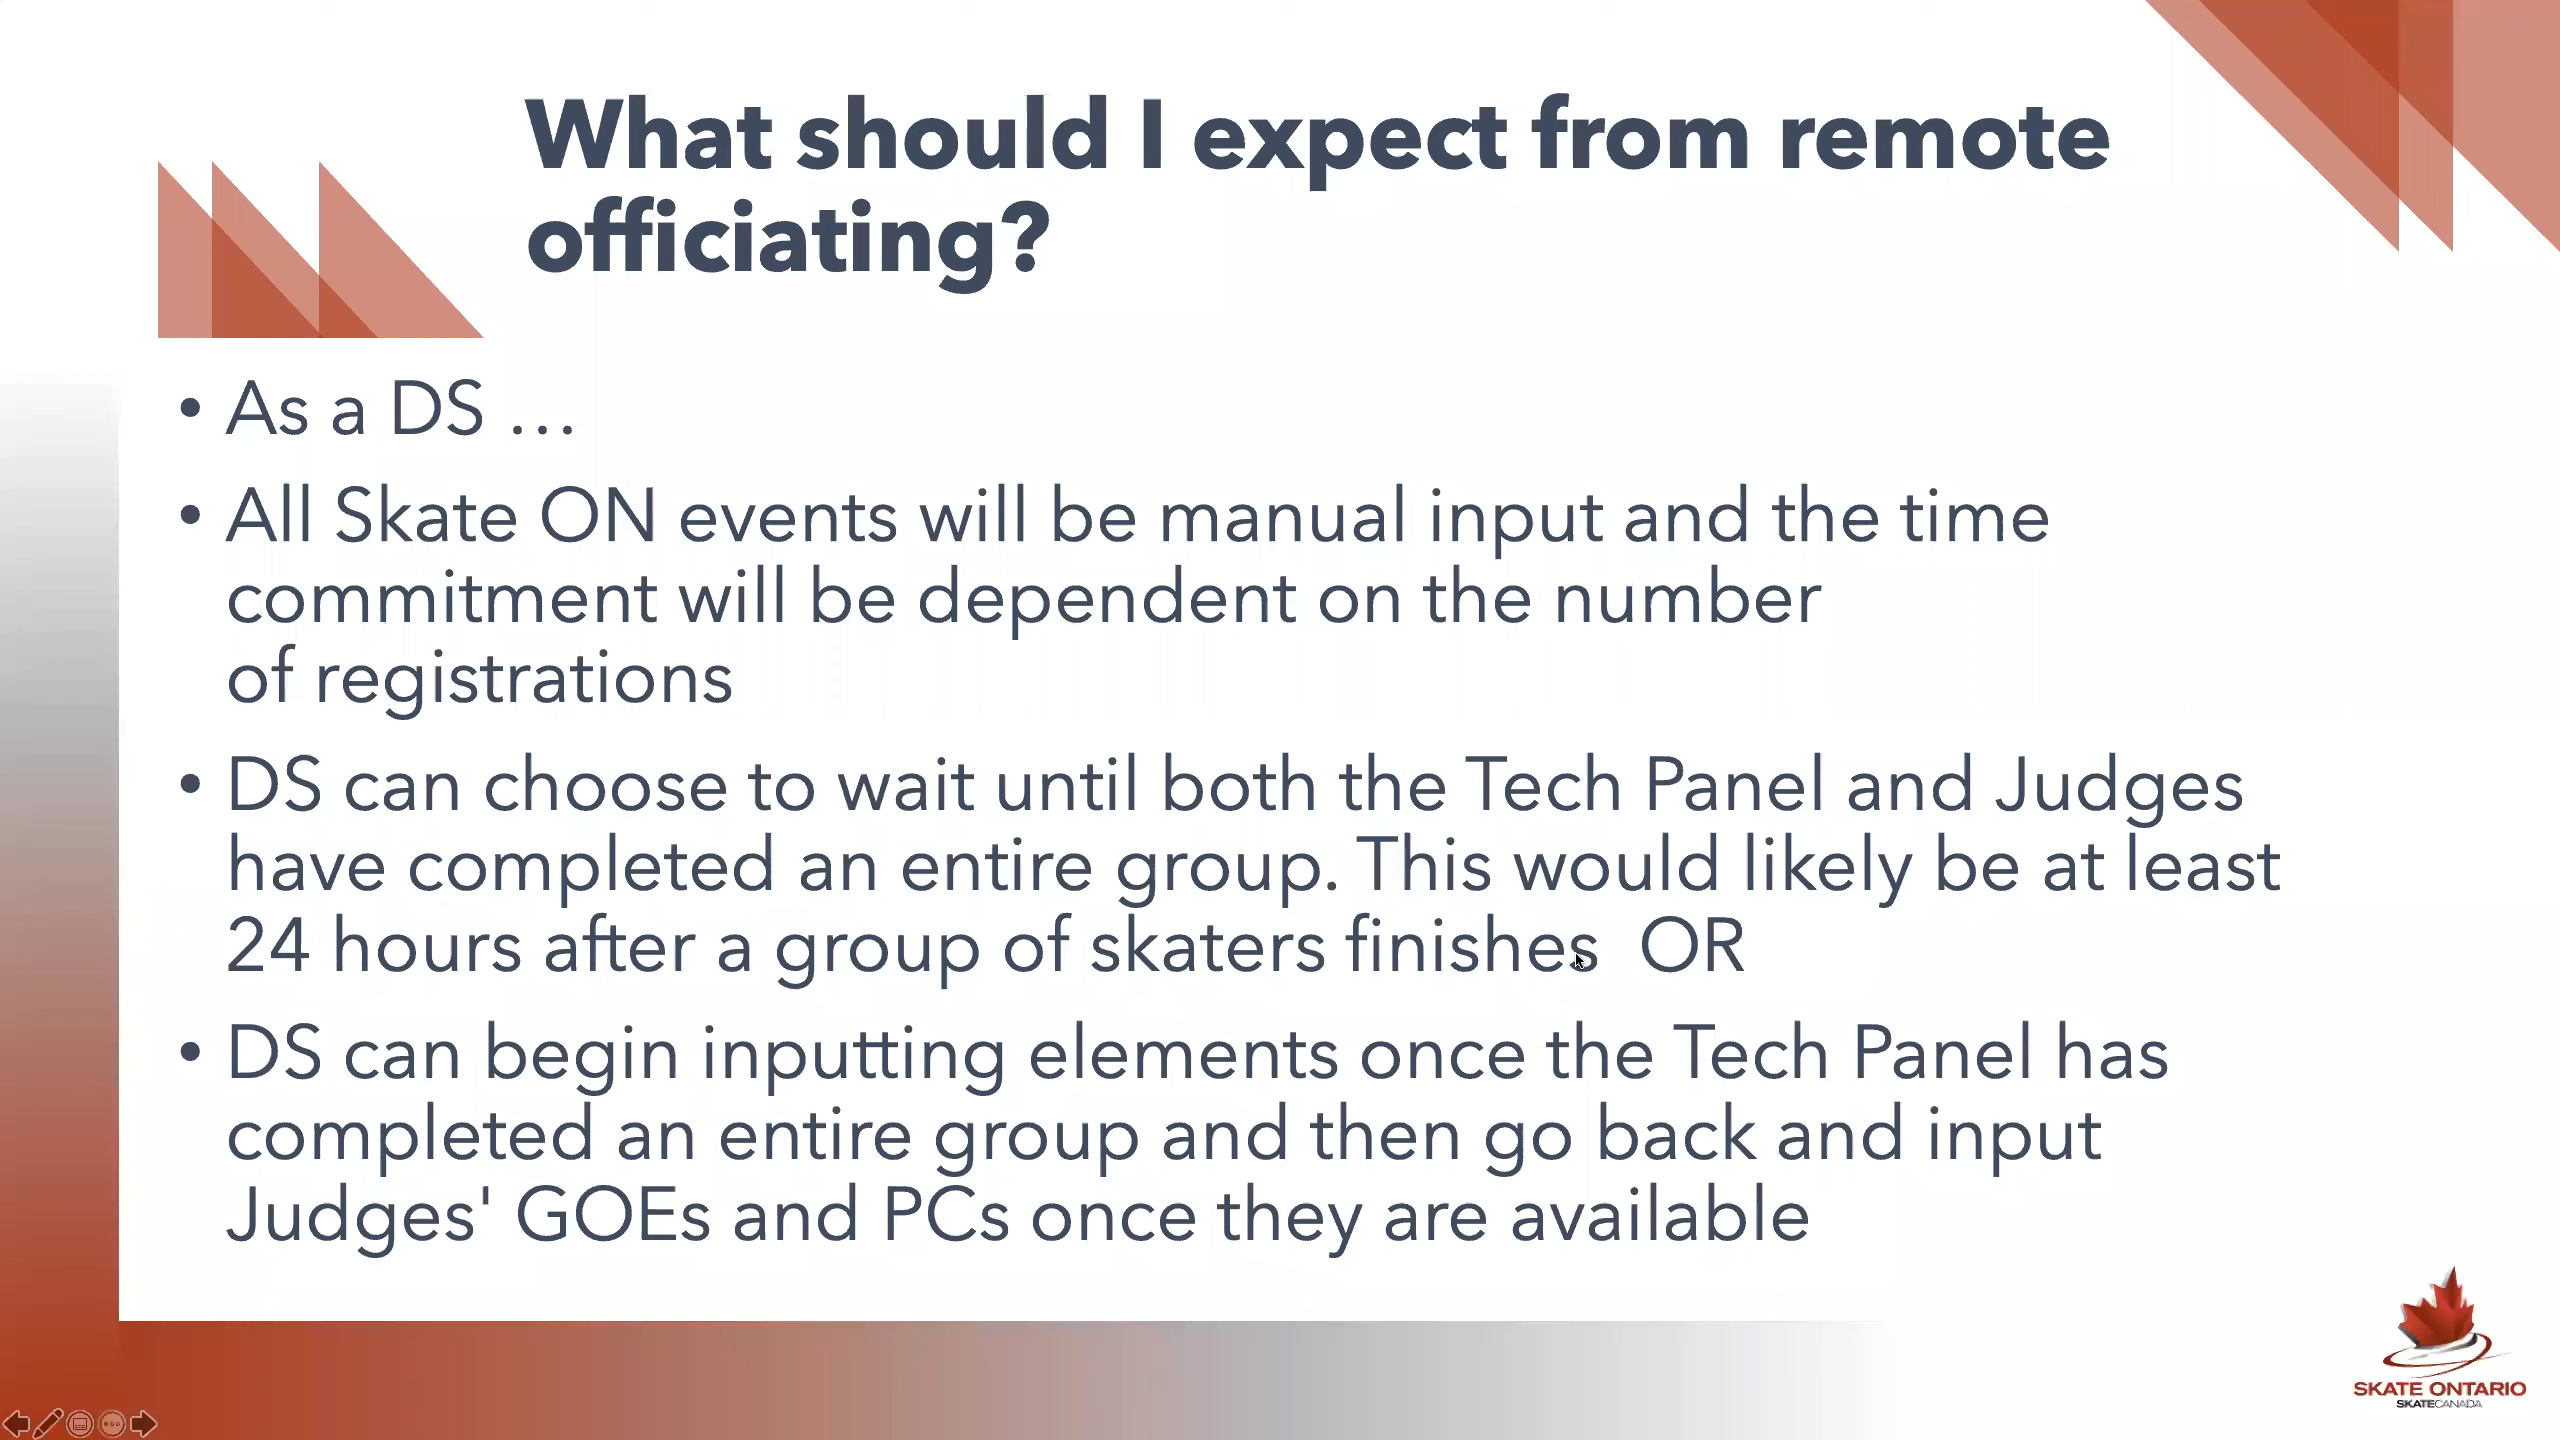 What should I expect from remote
officiating?
• As a DS ...
• All Skate ON events will be manual input and the time
commitment will be dependent on the number
of registrations
• DS can choose to wait until both the Tech Panel and Judges
have completed an entire group. This would likely be at least
24 hours after a group of skaters finishes  OR
• DS can begin inputting elements once the Tech Panel has
completed an entire group and then go back and input
Judges' GOEs and PCs once they are available
SKATE ONTARIO
SKATECANADA